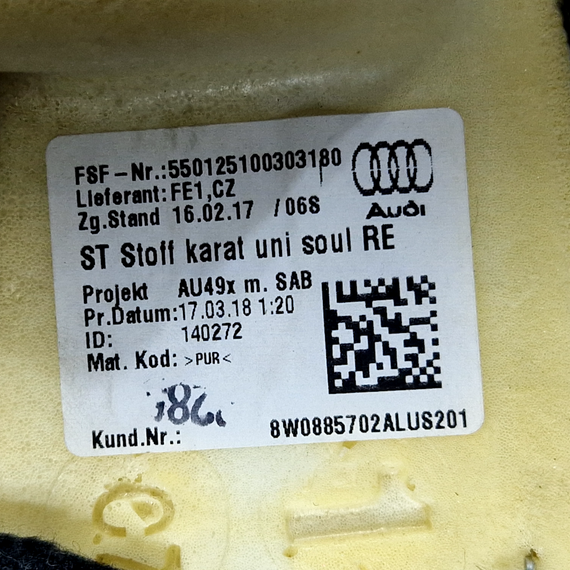 FSF-Nr.:550125100303180
Lieferant:FE1,CZ
Zg.Stand 16.02.17 /06S
Audi
ST Stoff karat uni soul RE
Projekt AU49x m. SAB
Pr.Datum:17.03.18 1:20
ID: 140272
Mat. Kod: >PUR<
Kund.Nr.: 8W0885702ALUS201